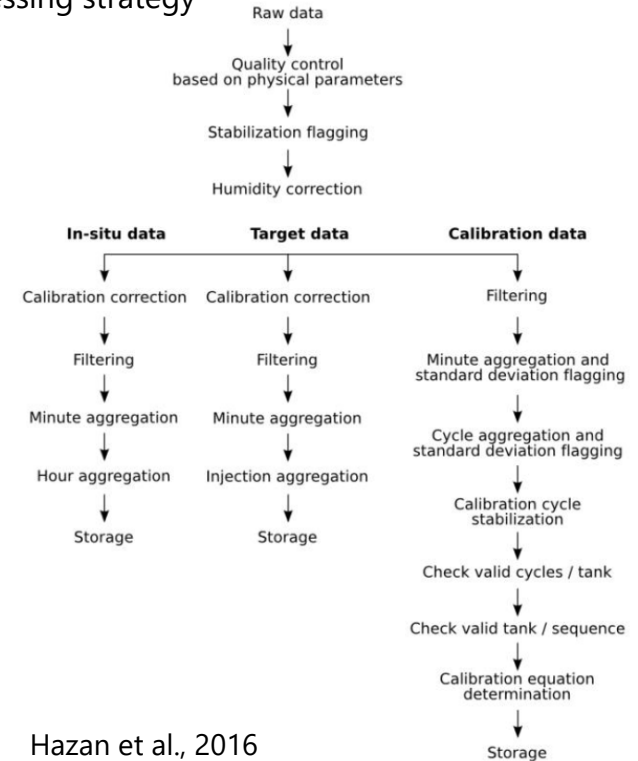 essing strategy
Raw data
Quality control
based on physical parameters
Stabilization flagging
Humidity correction
In-situ data
Target data
Calibration data
Calibration correction
Filtering
Minute aggregation
Hour aggregation
Storage
Calibration correction
Filtering
Minute aggregation
Injection aggregation
Storage
Filtering
Minute aggregation and
standard deviation flagging
Cycle aggregation and
standard deviation flagging
Calibration cycle
stabilization
Check valid cycles / tank
Check valid tank / sequence
Calibration equation
determination
Storage
Hazan et al., 2016